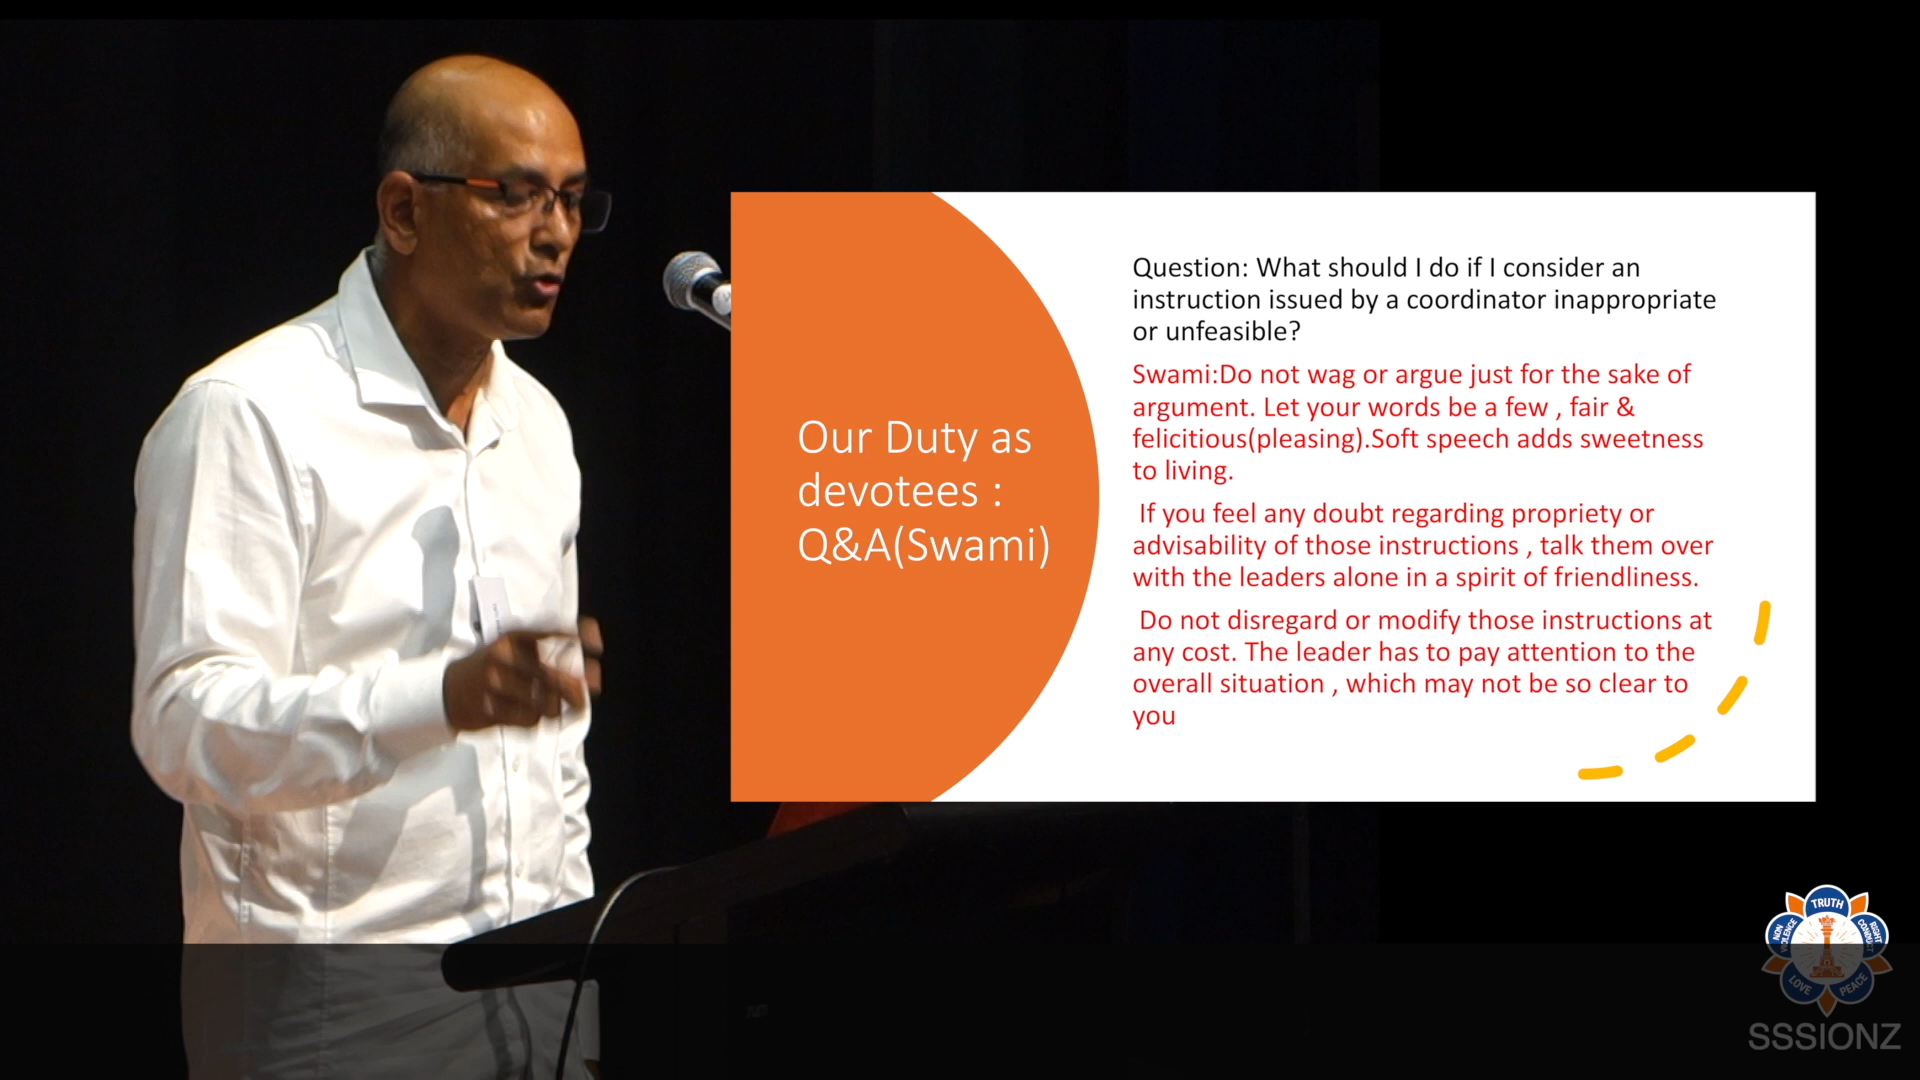 Our Duty as
devotees :
Q&A(Swami)
Question: What should I do if I consider an
instruction issued by a coordinator inappropriate
or unfeasible?
Swami:Do not wag or argue just for the sake of
argument. Let your words be a few , fair &
felicitious(pleasing).Soft speech adds sweetness
to living.
If you feel any doubt regarding propriety or
advisability of those instructions , talk them over
with the leaders alone in a spirit of friendliness.
Do not disregard or modify those instructions at
any cost. The leader has to pay attention to the
overall situation , which may not be so clear to
you
TRUTH
RIGHT CONDUCT
PEACE
LOVE
NON VIOLENCE
SSSIONZ